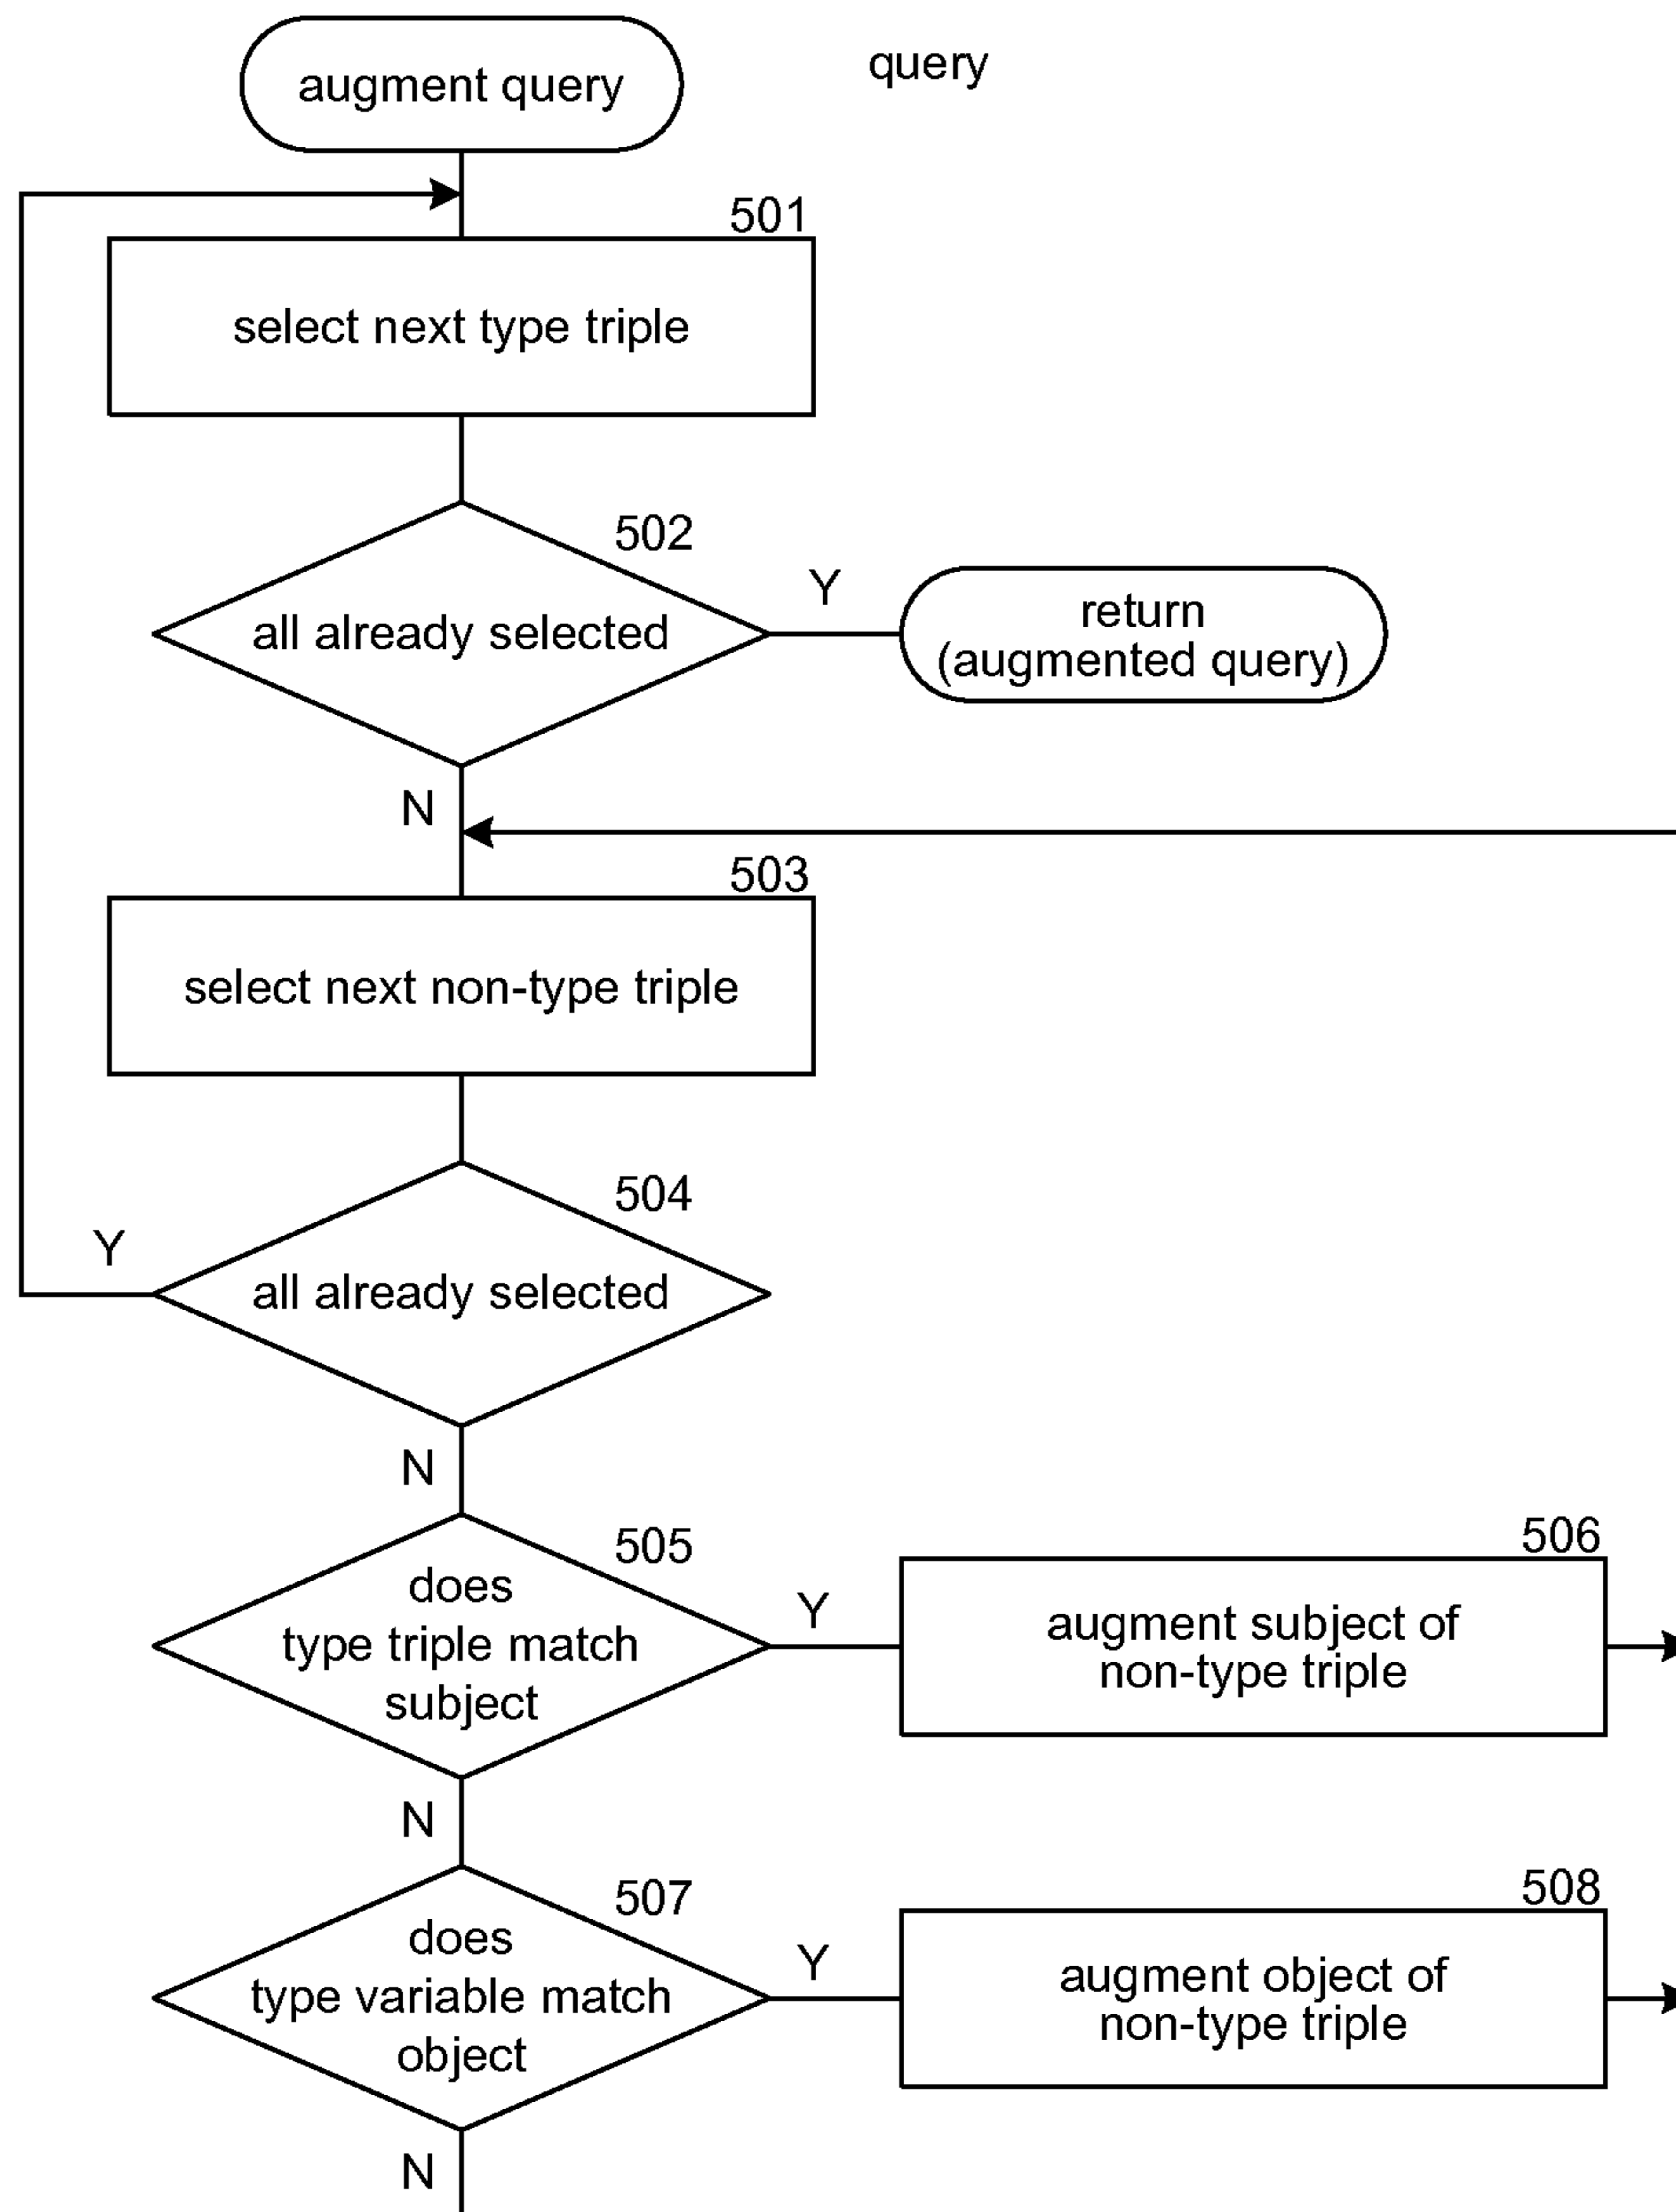 augment query
query
501
select next type triple
502
all already selected
Y
return
(augmented query)
N
503
select next non-type triple
504
all already selected
Y
N
505
does
type triple match
subject
Y
506
augment subject of
non-type triple
N
507
does
type variable match
object
Y
508
augment object of
non-type triple
N